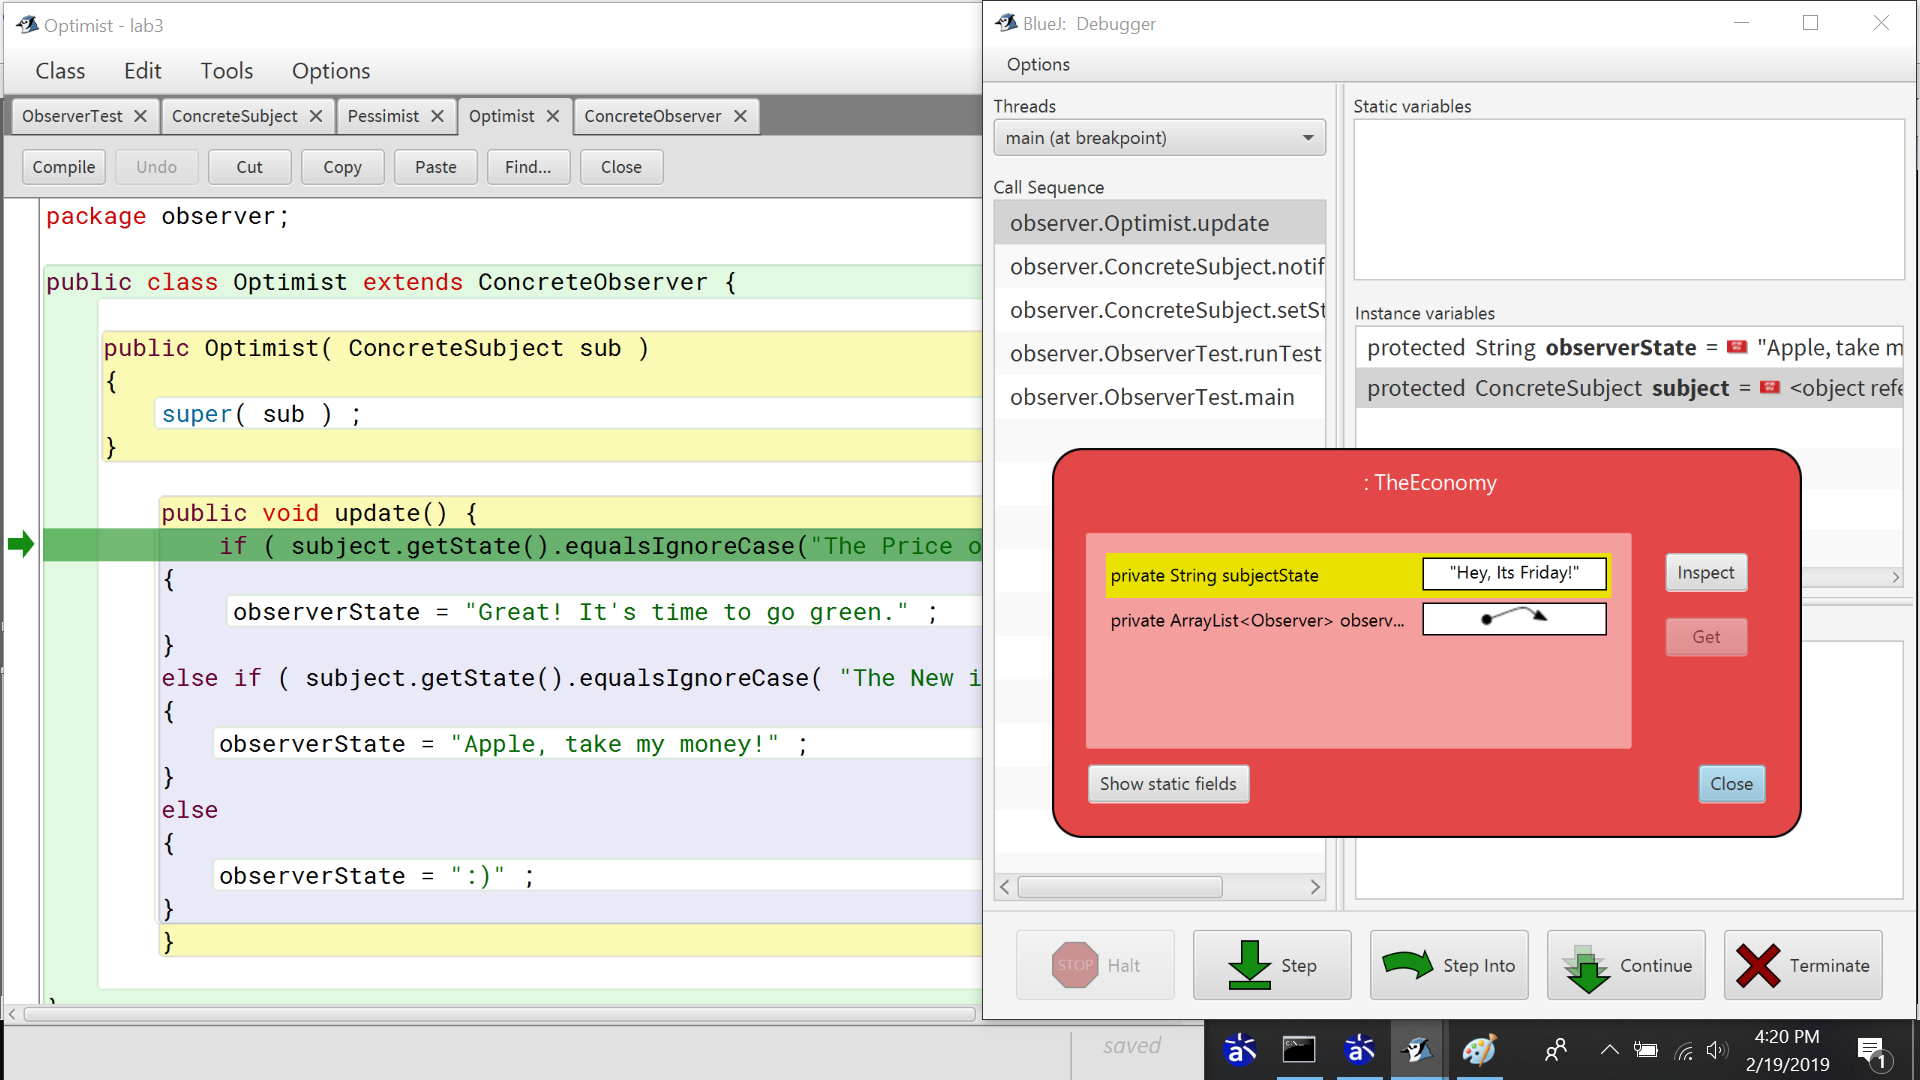 Optimist - lab3
Class Edit Tools Options
ObserverTest ConcreteSubject Pessimist Optimist ConcreteObserver
Compile Undo Cut Copy Paste Find... Close
package observer;
public class Optimist extends ConcreteObserver {
public Optimist( ConcreteSubject sub )
{
super( sub ) ;
}
public void update() {
if ( subject.getState().equalsIgnoreCase("The Price o
{
observerState = "Great! It's time to go green." ;
}
else if ( subject.getState().equalsIgnoreCase( "The New i
{
observerState = "Apple, take my money!" ;
}
else
{
observerState = ":)" ;
}
}
saved
BlueJ: Debugger
Options
Threads
main (at breakpoint)
Call Sequence
observer.Optimist.update
observer.ConcreteSubject.notif
observer.ConcreteSubject.setSt
observer.ObserverTest.runTest
observer.ObserverTest.main
Static variables
Instance variables
protected String observerState = "Apple, take m
protected ConcreteSubject subject = <object refe
: TheEconomy
private String subjectState "Hey, Its Friday!"
private ArrayList<Observer> observ...
Inspect
Get
Show static fields
Close
STOP Halt
Step
Step Into
Continue
Terminate
4:20 PM
2/19/2019
1